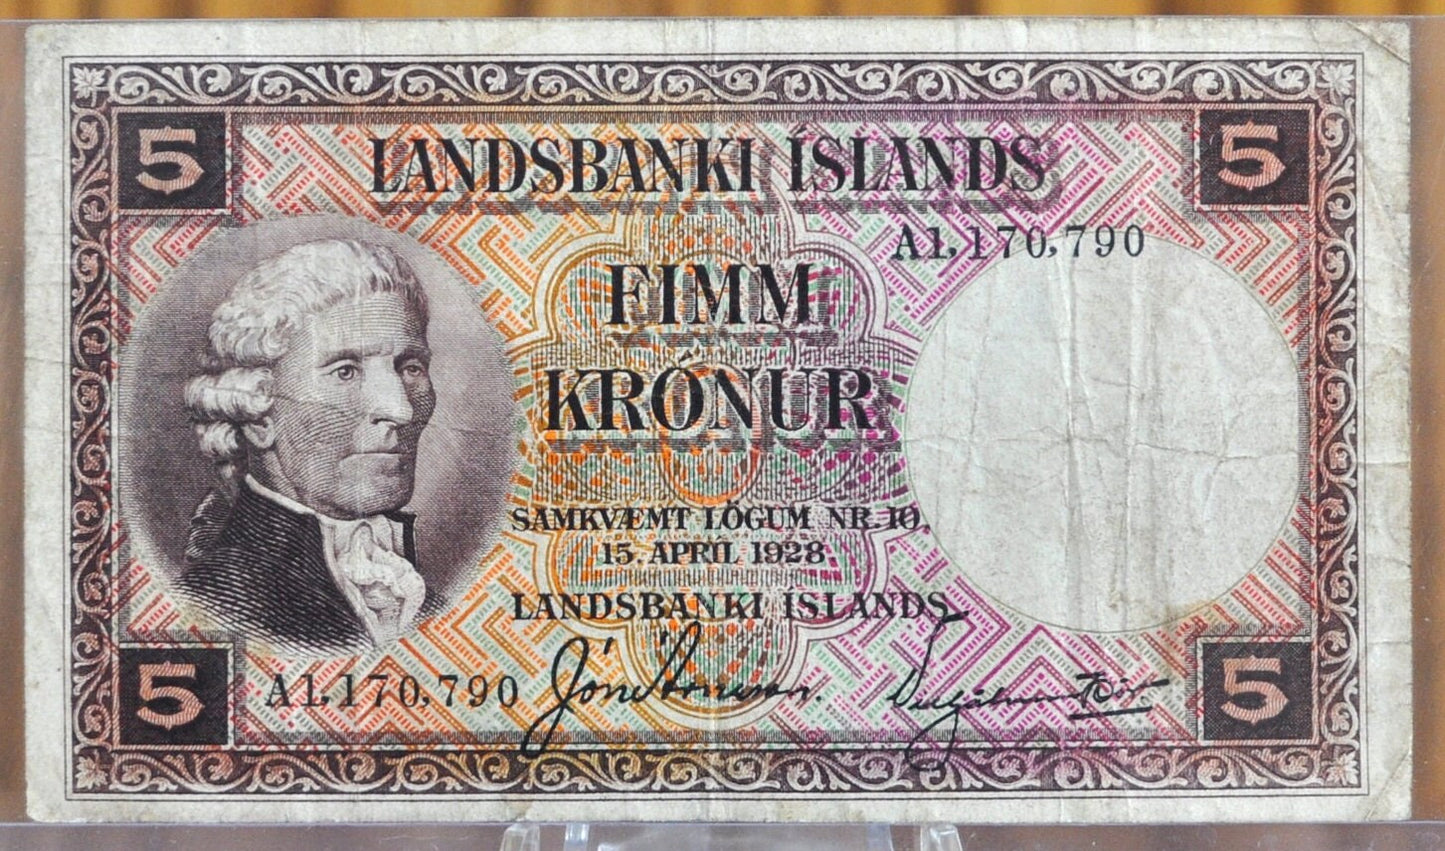 5 5
LANDSBANKI ÍSLANDS
A1,170,790
FIMM
KRÓNUR
SAMKVÆMT LÖGUM NR. 10,
15. APRÍL 1928
LANDSBANKI ÍSLANDS
A1,170,790
5 5